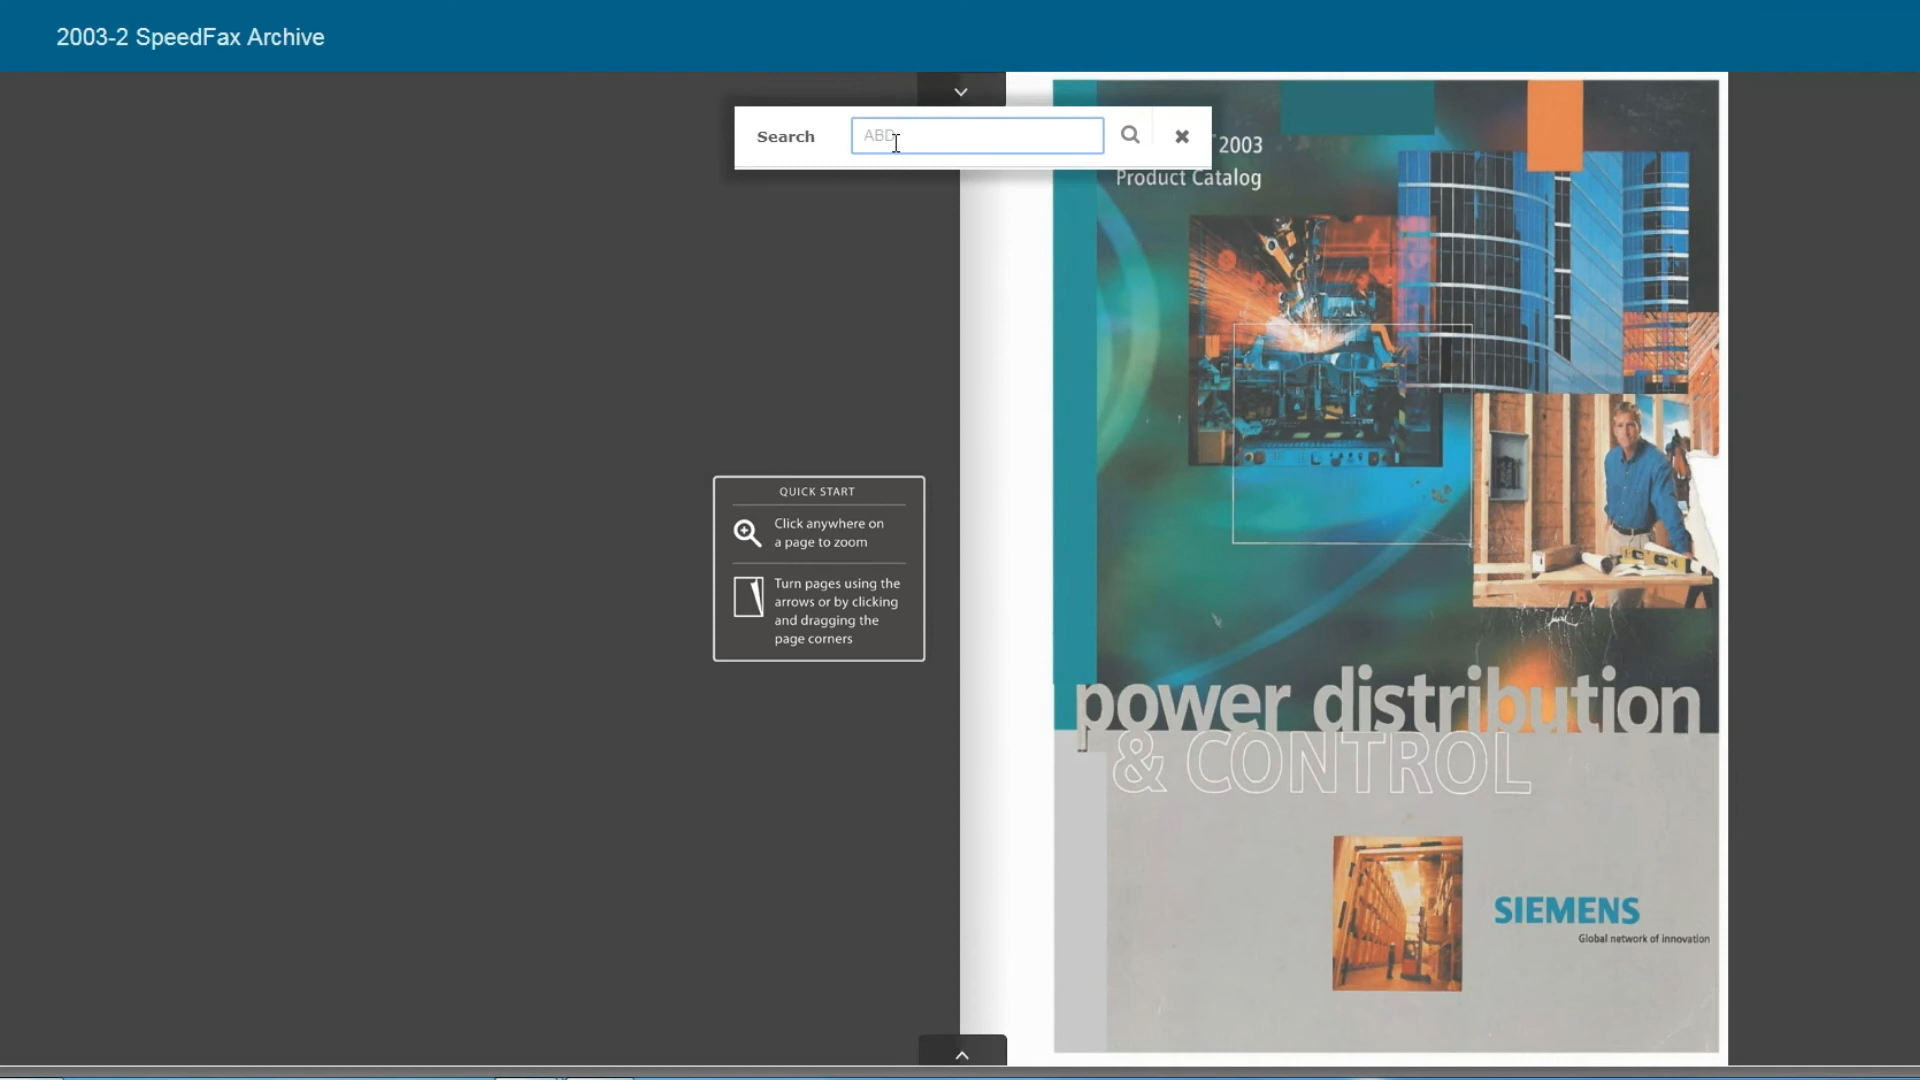 2003-2 SpeedFax Archive
Search
ABD
2003
Product Catalog
QUICK START
Click anywhere on
a page to zoom
Turn pages using the
arrows or by clicking
and dragging the
page corners
power distribution
& CONTROL
SIEMENS
Global network of innovation